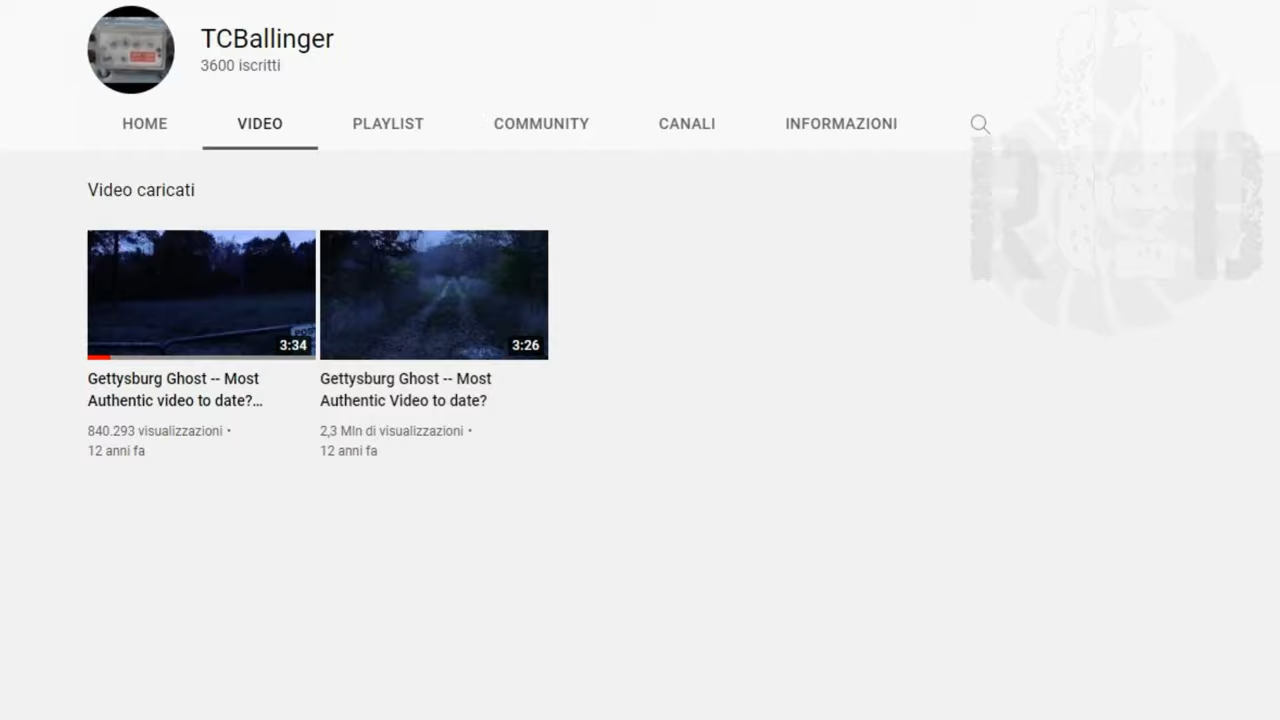 TCBallinger
3600 iscritti
HOME VIDEO PLAYLIST COMMUNITY CANALI INFORMAZIONI
Video caricati
3:34 3:26
Gettysburg Ghost -- Most
Authentic video to date?...
840.293 visualizzazioni •
12 anni fa
Gettysburg Ghost -- Most
Authentic Video to date?
2,3 Mln di visualizzazioni •
12 anni fa